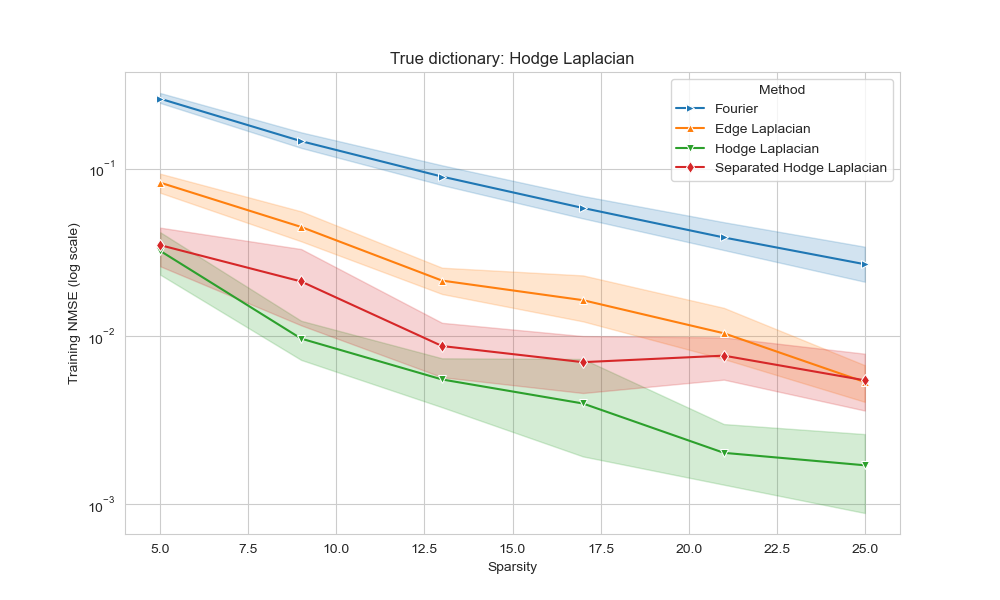 True dictionary: Hodge Laplacian
Method
Fourier
Edge Laplacian
Hodge Laplacian
Separated Hodge Laplacian
Training NMSE (log scale)
10⁻¹
10⁻²
10⁻³
5.0 7.5 10.0 12.5 15.0 17.5 20.0 22.5 25.0
Sparsity